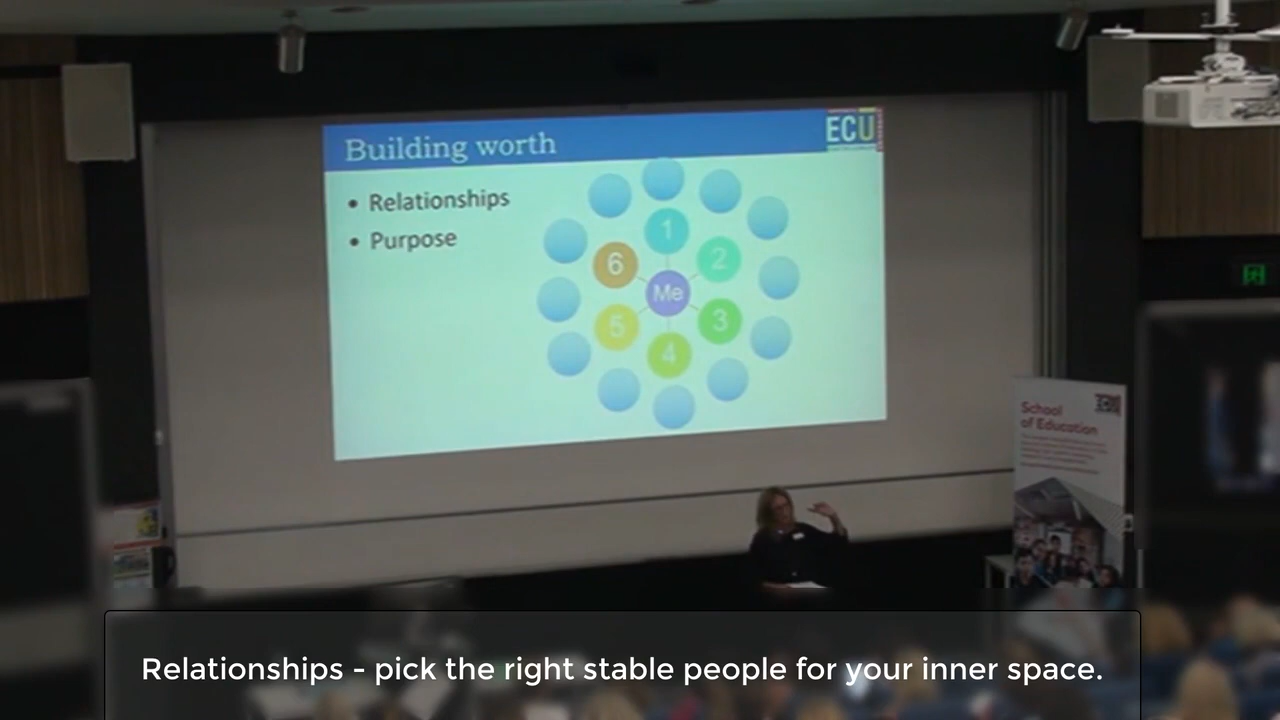 Building worth
ECU
• Relationships
• Purpose
1
6
2
Me
5
3
4
School
of Education
ECU
Relationships - pick the right stable people for your inner space.